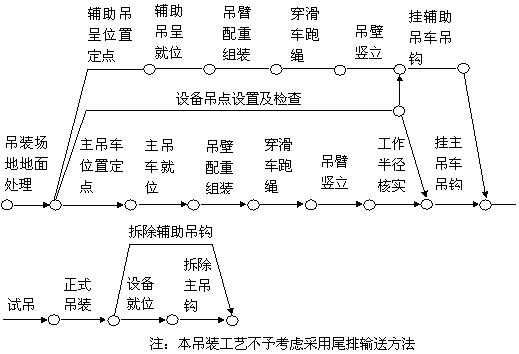 辅助吊
呈位置
定点
辅助
吊呈
就位
吊臂
配重
组装
穿滑
车跑
绳
吊壁
竖立
挂辅助
吊车吊
钩
设备吊点设置及检查
吊装场
地地面
处理
主吊车
位置定
点
主吊
车就
位
吊壁
配重
组装
穿滑
车跑
绳
吊臂
竖立
工作
半径
核实
挂主
吊车
吊钩
拆除辅助吊钩
试吊
正式
吊装
设备
就位
拆除
主吊
钩
注：本吊装工艺不子考虑采用尾排输送方法